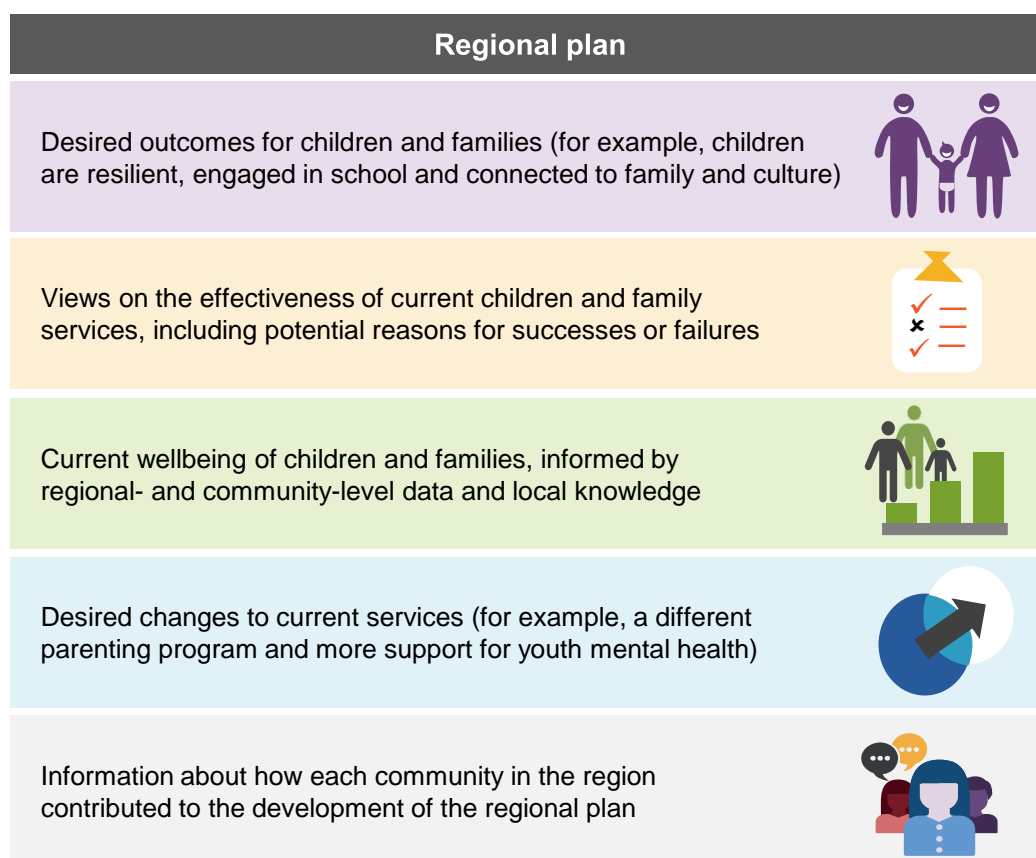 Regional plan
Desired outcomes for children and families (for example, children
are resilient, engaged in school and connected to family and culture)
Views on the effectiveness of current children and family
services, including potential reasons for successes or failures
Current wellbeing of children and families, informed by
regional- and community-level data and local knowledge
Desired changes to current services (for example, a different
parenting program and more support for youth mental health)
Information about how each community in the region
contributed to the development of the regional plan